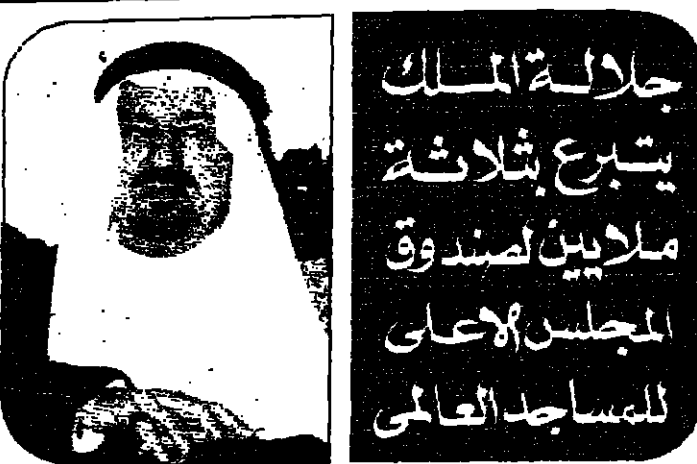 جلالة الملك
يتبرع بثلاثة
ملايين لصندوق
المجلس الاعلى
للمساجد العالمى